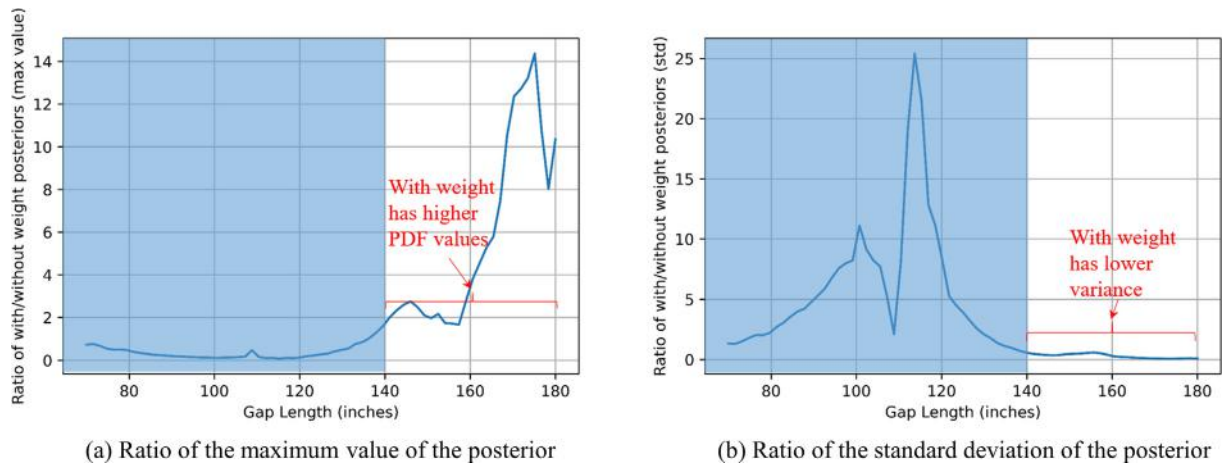 Ratio of with/without weight posteriors (max value)
14
12
10
8
6
4
2
0
With weight
has higher
PDF values
80
100
120
140
160
180
Gap Length (inches)
(a) Ratio of the maximum value of the posterior
Ratio of with/without weight posteriors (std)
25
20
15
10
5
0
With weight
has lower
variance
80
100
120
140
160
180
Gap Length (inches)
(b) Ratio of the standard deviation of the posterior